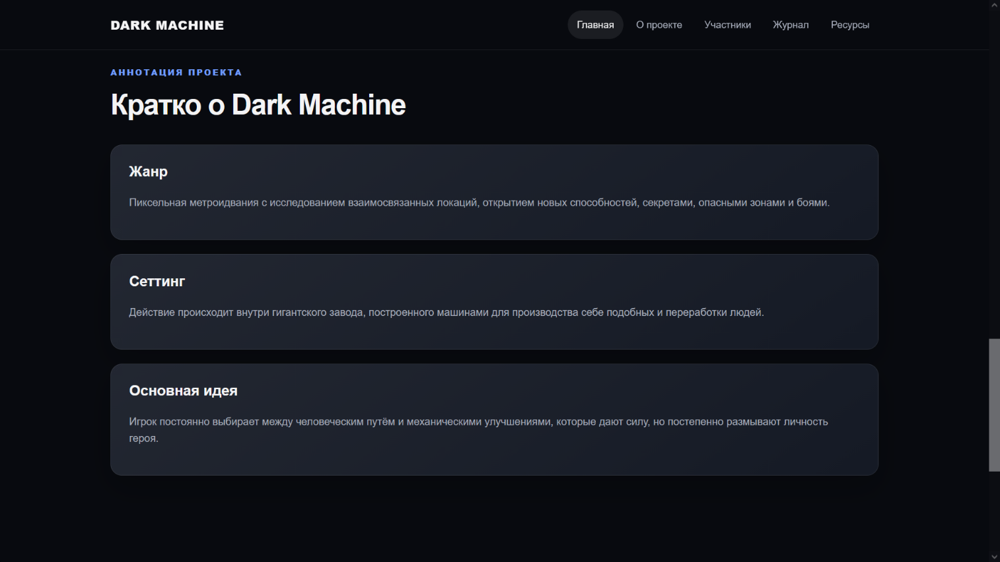 DARK MACHINE
Главная
О проекте
Участники
Журнал
Ресурсы
АННОТАЦИЯ ПРОЕКТА
Кратко о Dark Machine
Жанр
Пиксельная метроидвания с исследованием взаимосвязанных локаций, открытием новых способностей, секретами, опасными зонами и боями.
Сеттинг
Действие происходит внутри гигантского завода, построенного машинами для производства себе подобных и переработки людей.
Основная идея
Игрок постоянно выбирает между человеческим путём и механическими улучшениями, которые дают силу, но постепенно размывают личность
героя.